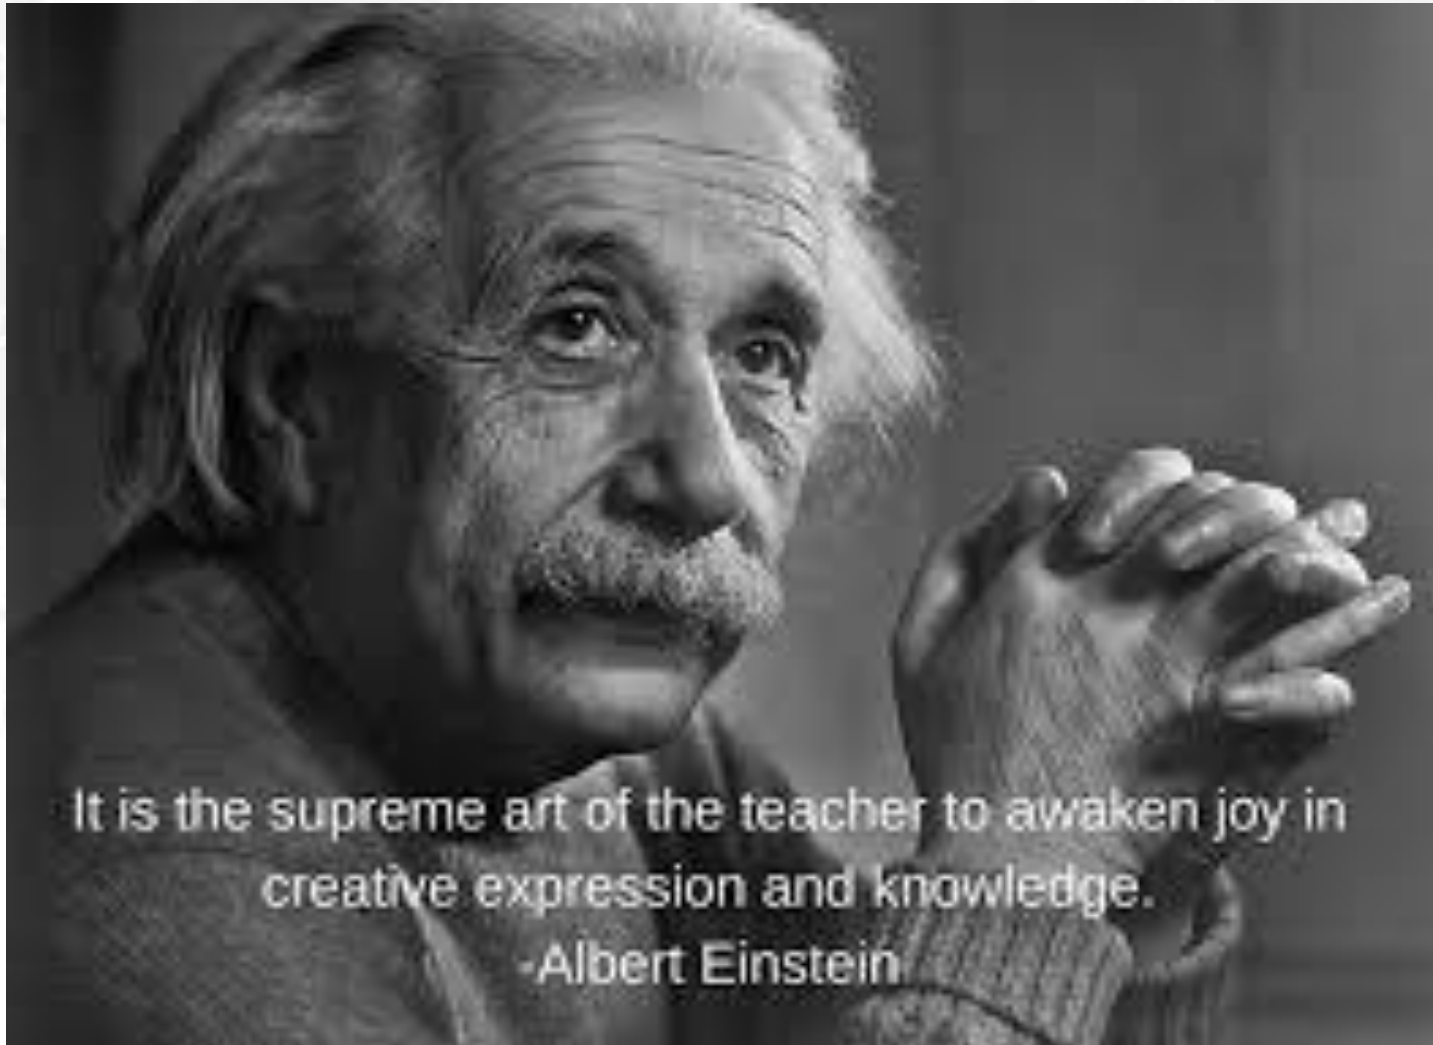 It is the supreme art of the teacher to awaken joy in
creative expression and knowledge.
-Albert Einstein